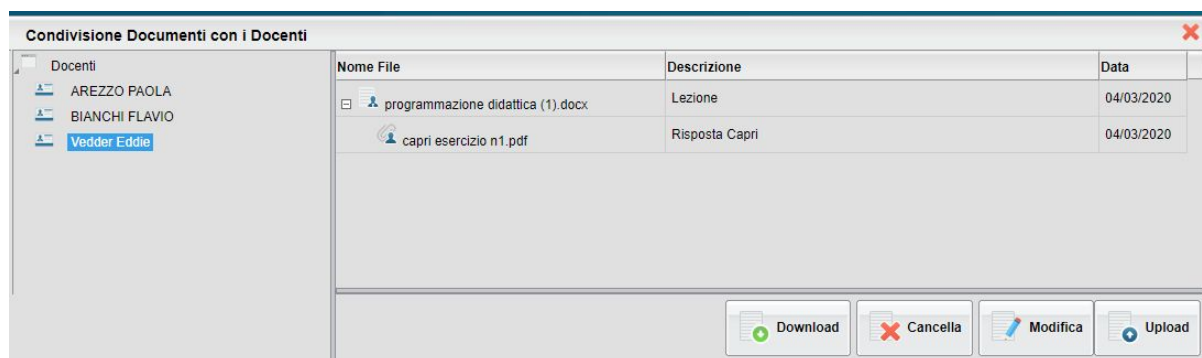 Condivisione Documenti con i Docenti
Docenti
AREZZO PAOLA
BIANCHI FLAVIO
Vedder Eddie
Nome File Descrizione Data
programmazione didattica (1).docx Lezione 04/03/2020
capri esercizio n1.pdf Risposta Capri 04/03/2020
Download Cancella Modifica Upload